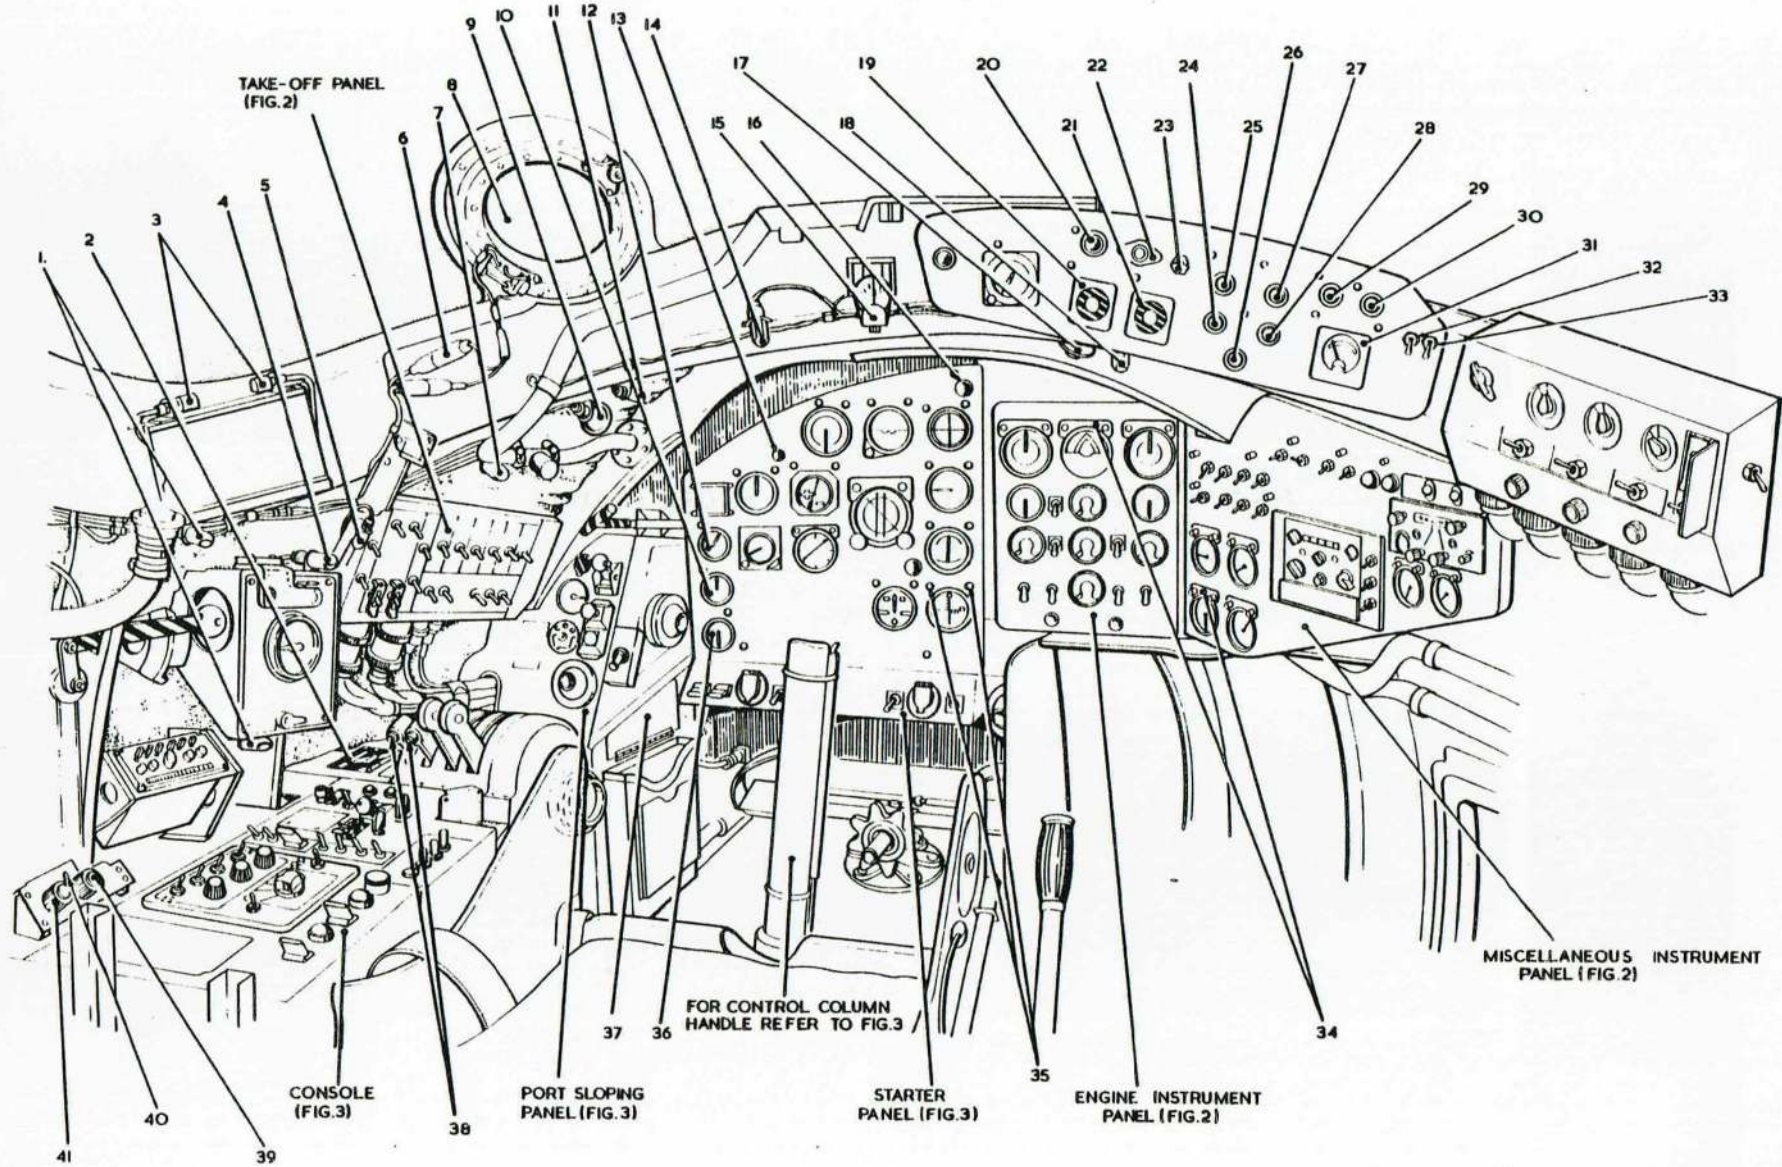 9 10 11 12 13 14
TAKE-OFF PANEL
(FIG.2)
8
7
6
5
4
3
2
1.
15 16 17 18 19 20 21 22 23 24 25 26 27 28 29 30 31 32 33
MISCELLANEOUS INSTRUMENT
PANEL (FIG.2)
34
FOR CONTROL COLUMN
HANDLE REFER TO FIG.3
37 36
35
CONSOLE
(FIG.3)
PORT SLOPING
PANEL (FIG.3)
STARTER
PANEL (FIG.3)
ENGINE INSTRUMENT
PANEL (FIG.2)
38
40
41 39